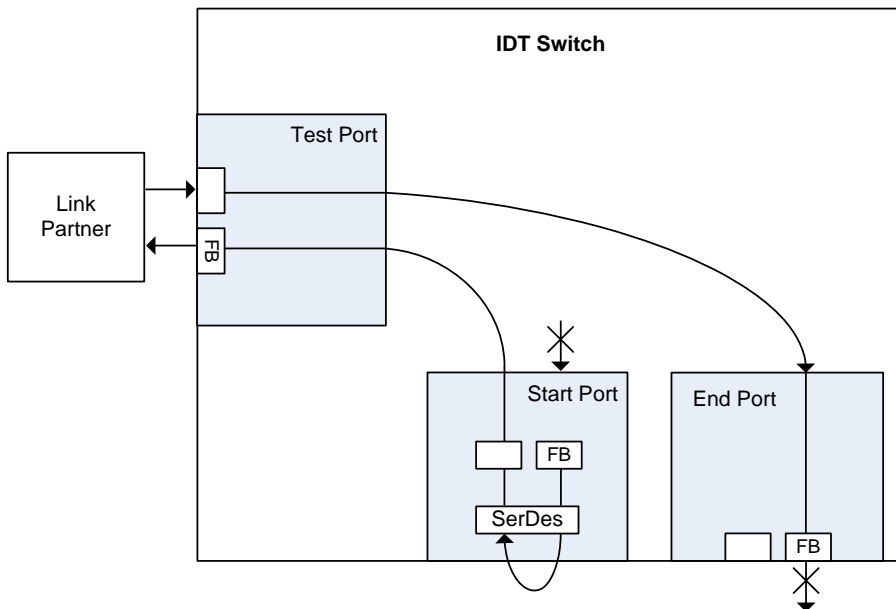 IDT Switch
Test Port
Link
Partner
FB
Start Port
End Port
FB
SerDes
FB